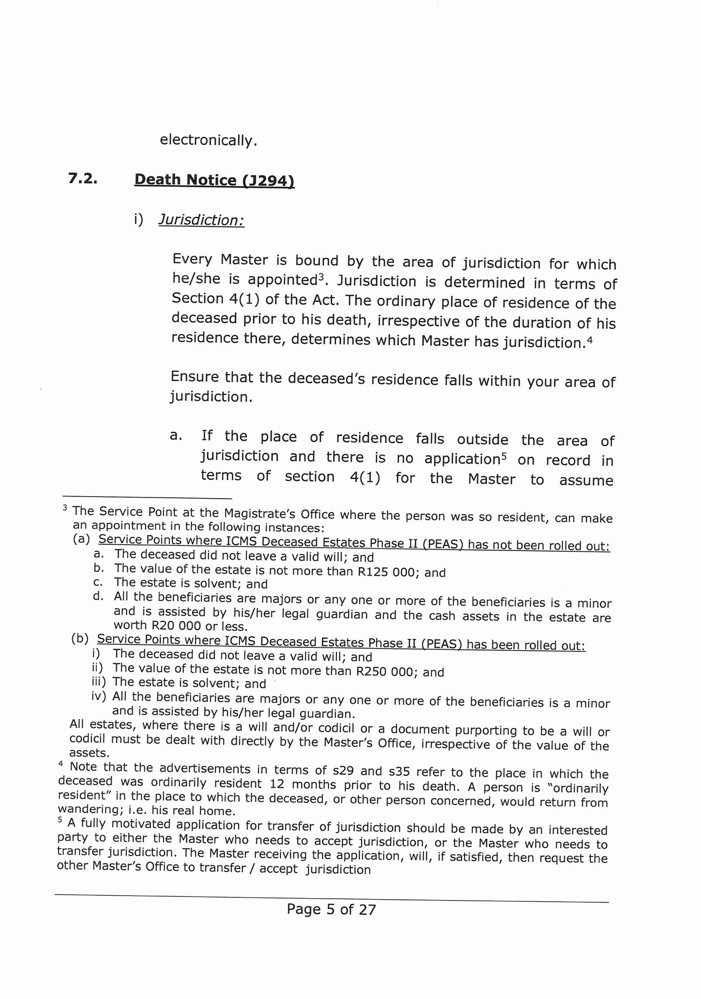 electronically.
7.2. Death Notice (J294)
i) Jurisdiction:
Every Master is bound by the area of jurisdiction for which
he/she is appointed³. Jurisdiction is determined in terms of
Section 4(1) of the Act. The ordinary place of residence of the
deceased prior to his death, irrespective of the duration of his
residence there, determines which Master has jurisdiction.⁴
Ensure that the deceased's residence falls within your area of
jurisdiction.
a. If the place of residence falls outside the area of
jurisdiction and there is no application⁵ on record in
terms of section 4(1) for the Master to assume
³ The Service Point at the Magistrate's Office where the person was so resident, can make
an appointment in the following instances:
(a) Service Points where ICMS Deceased Estates Phase II (PEAS) has not been rolled out:
a. The deceased did not leave a valid will; and
b. The value of the estate is not more than R125 000; and
c. The estate is solvent; and
d. All the beneficiaries are majors or any one or more of the beneficiaries is a minor
and is assisted by his/her legal guardian and the cash assets in the estate are
worth R20 000 or less.
(b) Service Points where ICMS Deceased Estates Phase II (PEAS) has been rolled out:
i) The deceased did not leave a valid will; and
ii) The value of the estate is not more than R250 000; and
iii) The estate is solvent; and
iv) All the beneficiaries are majors or any one or more of the beneficiaries is a minor
and is assisted by his/her legal guardian.
All estates, where there is a will and/or codicil or a document purporting to be a will or
codicil must be dealt with directly by the Master's Office, irrespective of the value of the
assets.
⁴ Note that the advertisements in terms of s29 and s35 refer to the place in which the
deceased was ordinarily resident 12 months prior to his death. A person is "ordinarily
resident" in the place to which the deceased, or other person concerned, would return from
wandering; i.e. his real home.
⁵ A fully motivated application for transfer of jurisdiction should be made by an interested
party to either the Master who needs to accept jurisdiction, or the Master who needs to
transfer jurisdiction. The Master receiving the application, will, if satisfied, then request the
other Master's Office to transfer / accept jurisdiction
Page 5 of 27